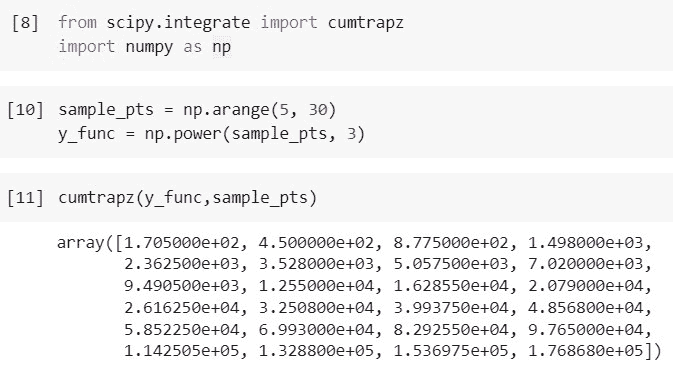 [8] from scipy.integrate import cumtrapz
import numpy as np
[10] sample_pts = np.arange(5, 30)
y_func = np.power(sample_pts, 3)
[11] cumtrapz(y_func,sample_pts)
array([1.705000e+02, 4.500000e+02, 8.775000e+02, 1.498000e+03,
2.362500e+03, 3.528000e+03, 5.057500e+03, 7.020000e+03,
9.490500e+03, 1.255000e+04, 1.628550e+04, 2.079000e+04,
2.616250e+04, 3.250800e+04, 3.993750e+04, 4.856800e+04,
5.852250e+04, 6.993000e+04, 8.292550e+04, 9.765000e+04,
1.142505e+05, 1.328800e+05, 1.536975e+05, 1.768680e+05])